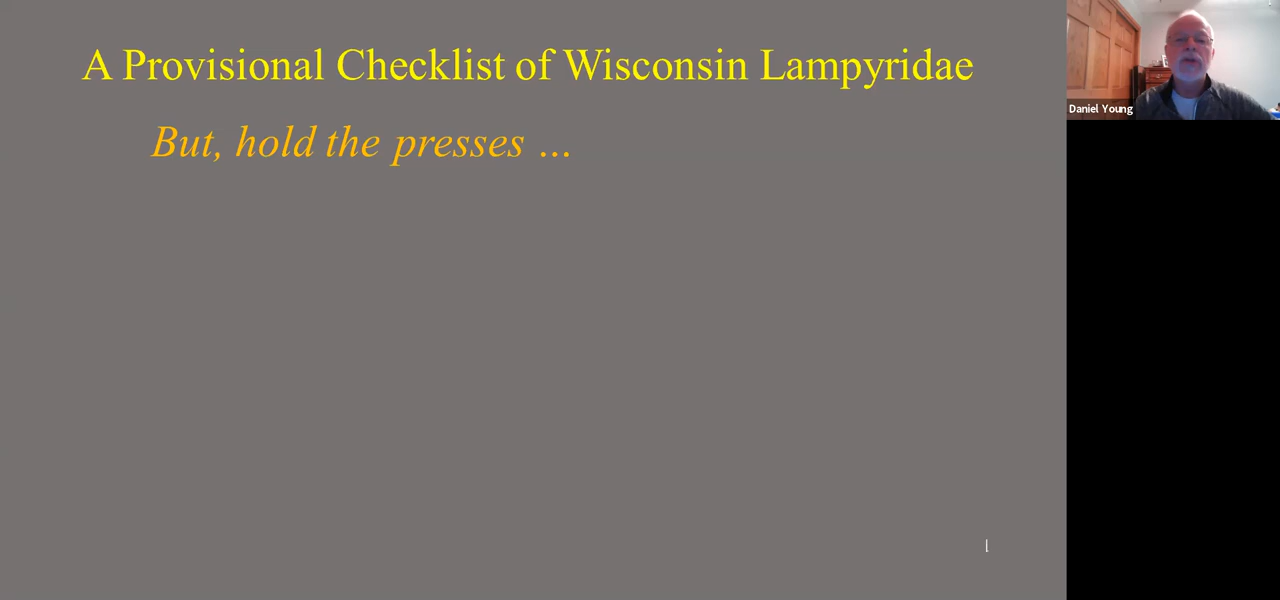 A Provisional Checklist of Wisconsin Lampyridae
But, hold the presses ...
Daniel Young